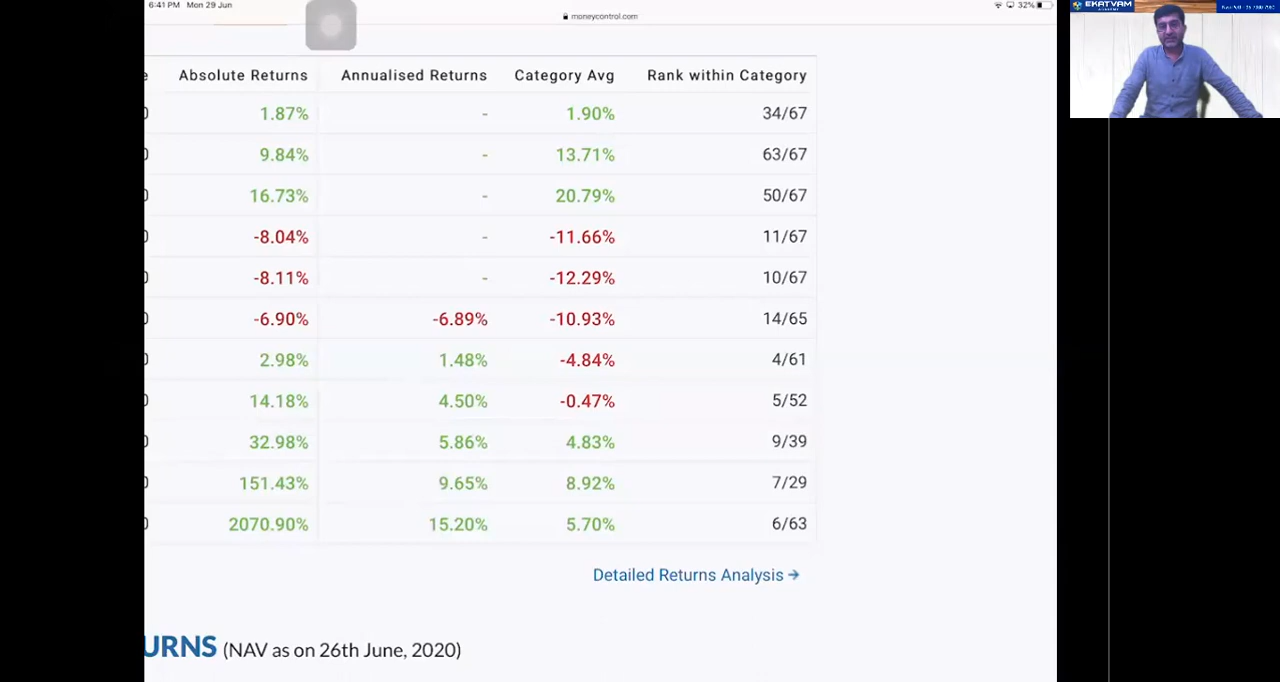 6:41 PM Mon 29 Jun
moneycontrol.com
32%
EKATVAM
Absolute Returns Annualised Returns Category Avg Rank within Category
1.87% - 1.90% 34/67
9.84% - 13.71% 63/67
16.73% - 20.79% 50/67
-8.04% - -11.66% 11/67
-8.11% - -12.29% 10/67
-6.90% -6.89% -10.93% 14/65
2.98% 1.48% -4.84% 4/61
14.18% 4.50% -0.47% 5/52
32.98% 5.86% 4.83% 9/39
151.43% 9.65% 8.92% 7/29
2070.90% 15.20% 5.70% 6/63
Detailed Returns Analysis →
URNS (NAV as on 26th June, 2020)